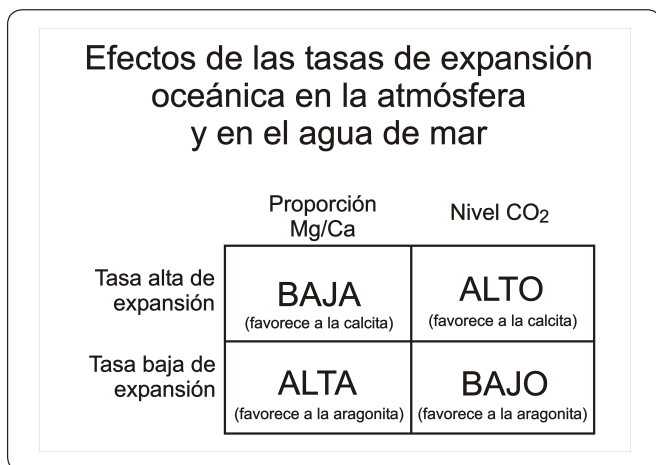 Efectos de las tasas de expansión
oceánica en la atmósfera
y en el agua de mar
Proporción
Mg/Ca
Nivel CO₂
Tasa alta de
expansión
BAJA
(favorece a la calcita)
ALTO
(favorece a la calcita)
Tasa baja de
expansión
ALTA
(favorece a la aragonita)
BAJO
(favorece a la aragonita)